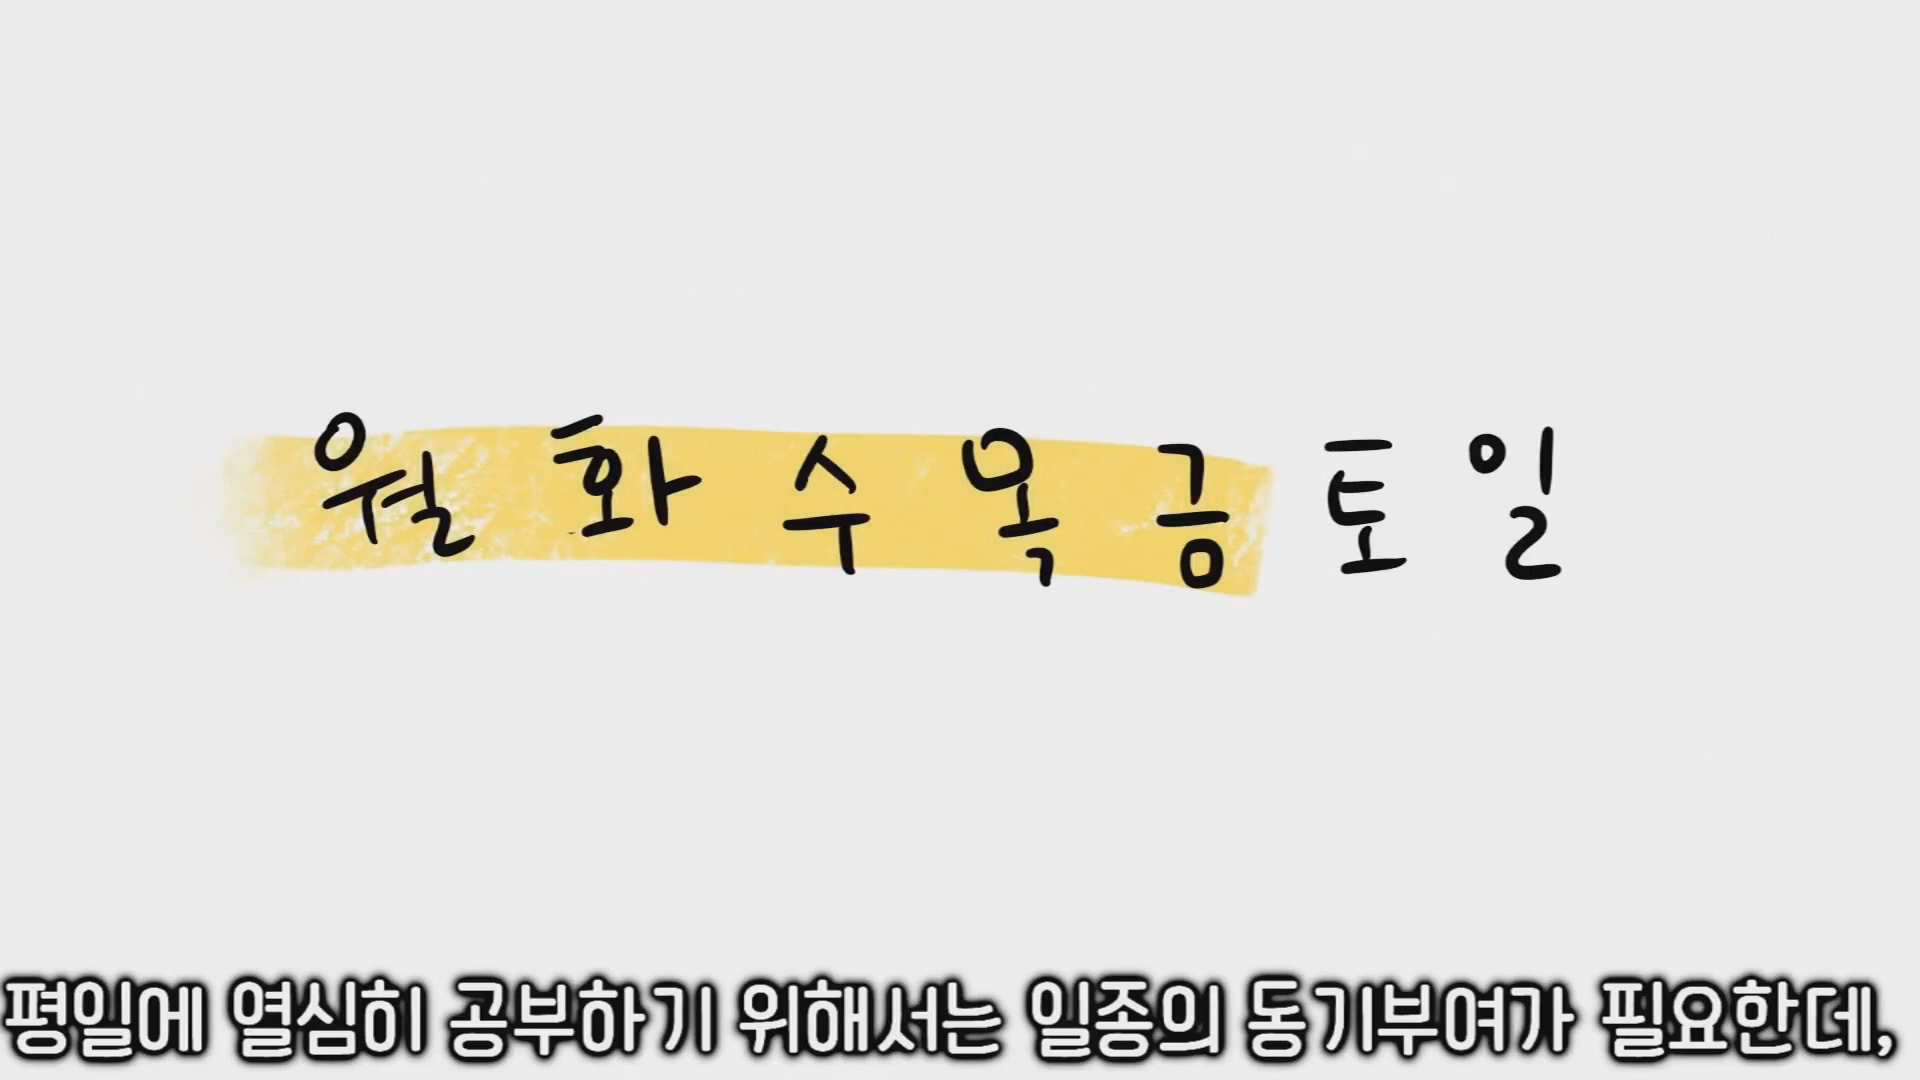 월 화 수 목 금 토 일
평일에 열심히 공부하기 위해서는 일종의 동기부여가 필요한데,